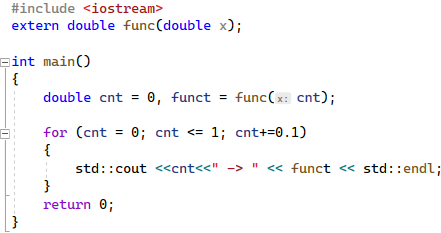 #include <iostream>
extern double func(double x);
int main()
{
double cnt = 0, funct = func(x: cnt);
for (cnt = 0; cnt <= 1; cnt+=0.1)
{
std::cout <<cnt<<" -> " << funct << std::endl;
}
return 0;
}